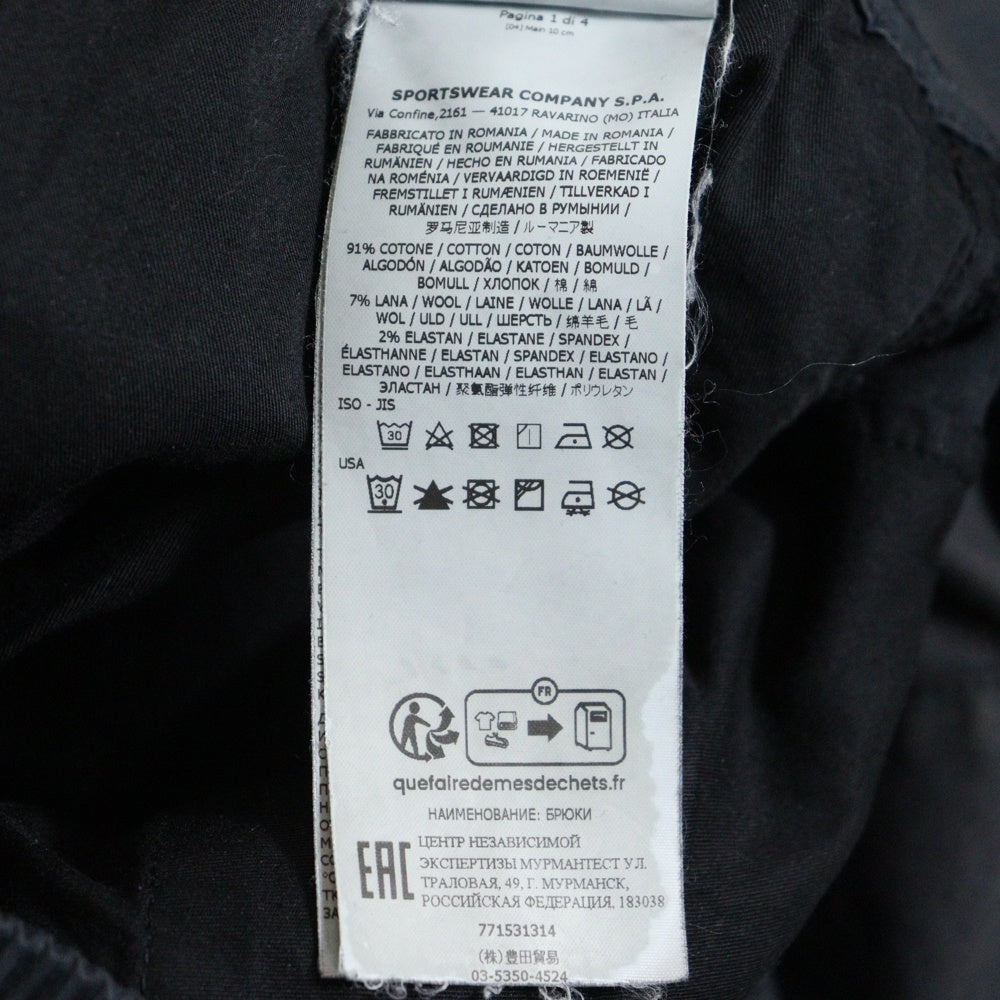 Pagina 1 di 4
[04] Main 10 cm
SPORTSWEAR COMPANY S.P.A.
Via Confine,2161 — 41017 RAVARINO (MO) ITALIA
FABBRICATO IN ROMANIA / MADE IN ROMANIA /
FABRIQUÉ EN ROUMANIE / HERGESTELLT IN
RUMÄNIEN / HECHO EN RUMANIA / FABRICADO
NA ROMÉNIA / VERVAARDIGD IN ROEMENIË /
FREMSTILLET I RUMÆNIEN / TILLVERKAD I
RUMÄNIEN / СДЕЛАНО В РУМЫНИИ /
罗马尼亚制造 / ルーマニア製
91% COTONE / COTTON / COTON / BAUMWOLLE /
ALGODÓN / ALGODÃO / KATOEN / BOMULD /
BOMULL / ХЛОПОК / 棉 / 綿
7% LANA / WOOL / LAINE / WOLLE / LANA / LÃ /
WOL / ULD / ULL / ШЕРСТЬ / 绵羊毛 / 毛
2% ELASTAN / ELASTANE / SPANDEX /
ÉLASTHANNE / ELASTAN / SPANDEX / ELASTANO /
ELASTANO / ELASTHAAN / ELASTHAN / ELASTAN /
ЭЛАСТАН / 聚氨酯弹性纤维 / ポリウレタン
ISO - JIS
30
USA
30
FR
quefairedemesdechets.fr
НАИМЕНОВАНИЕ: БРЮКИ
EAC
ЦЕНТР НЕЗАВИСИМОЙ
ЭКСПЕРТИЗЫ МУРМАНТЕСТ УЛ.
ТРАЛОВАЯ, 49, Г. МУРМАНСК,
РОССИЙСКАЯ ФЕДЕРАЦИЯ, 183038
771531314
(株)豊田貿易
03-5350-4524